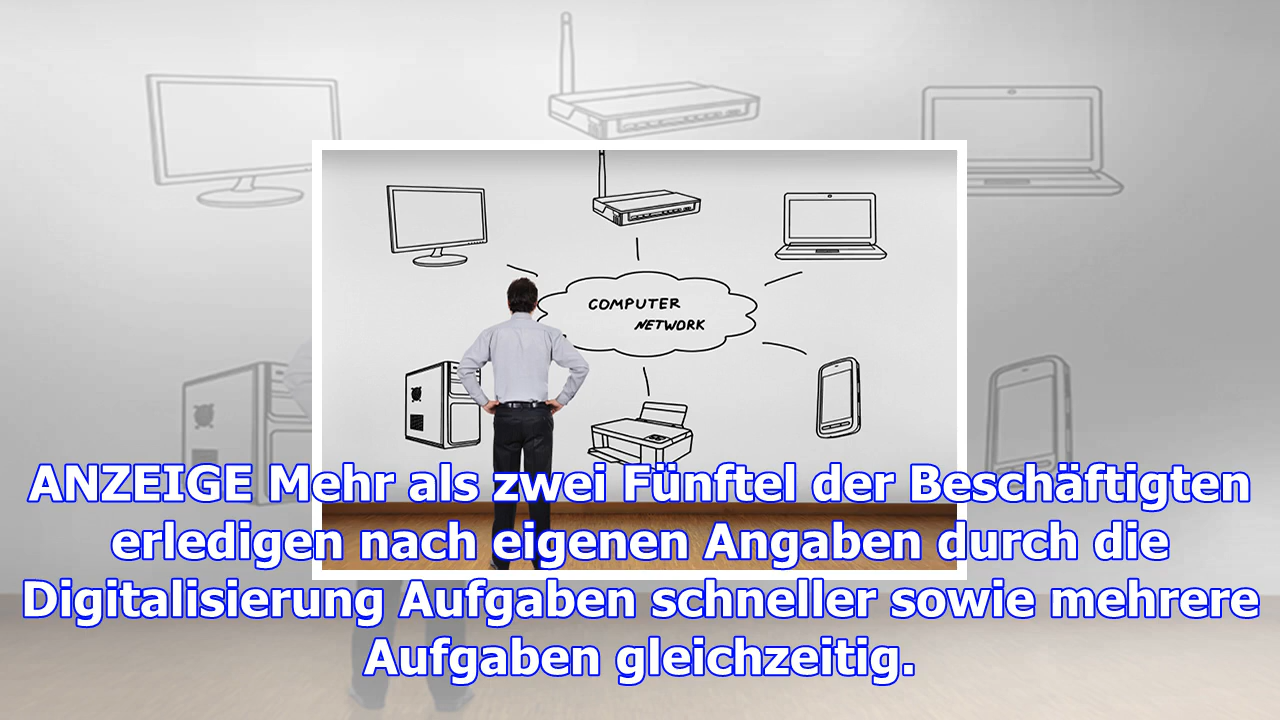 COMPUTER
NETWORK
ANZEIGE Mehr als zwei Fünftel der Beschäftigten
erledigen nach eigenen Angaben durch die
Digitalisierung Aufgaben schneller sowie mehrere
Aufgaben gleichzeitig.